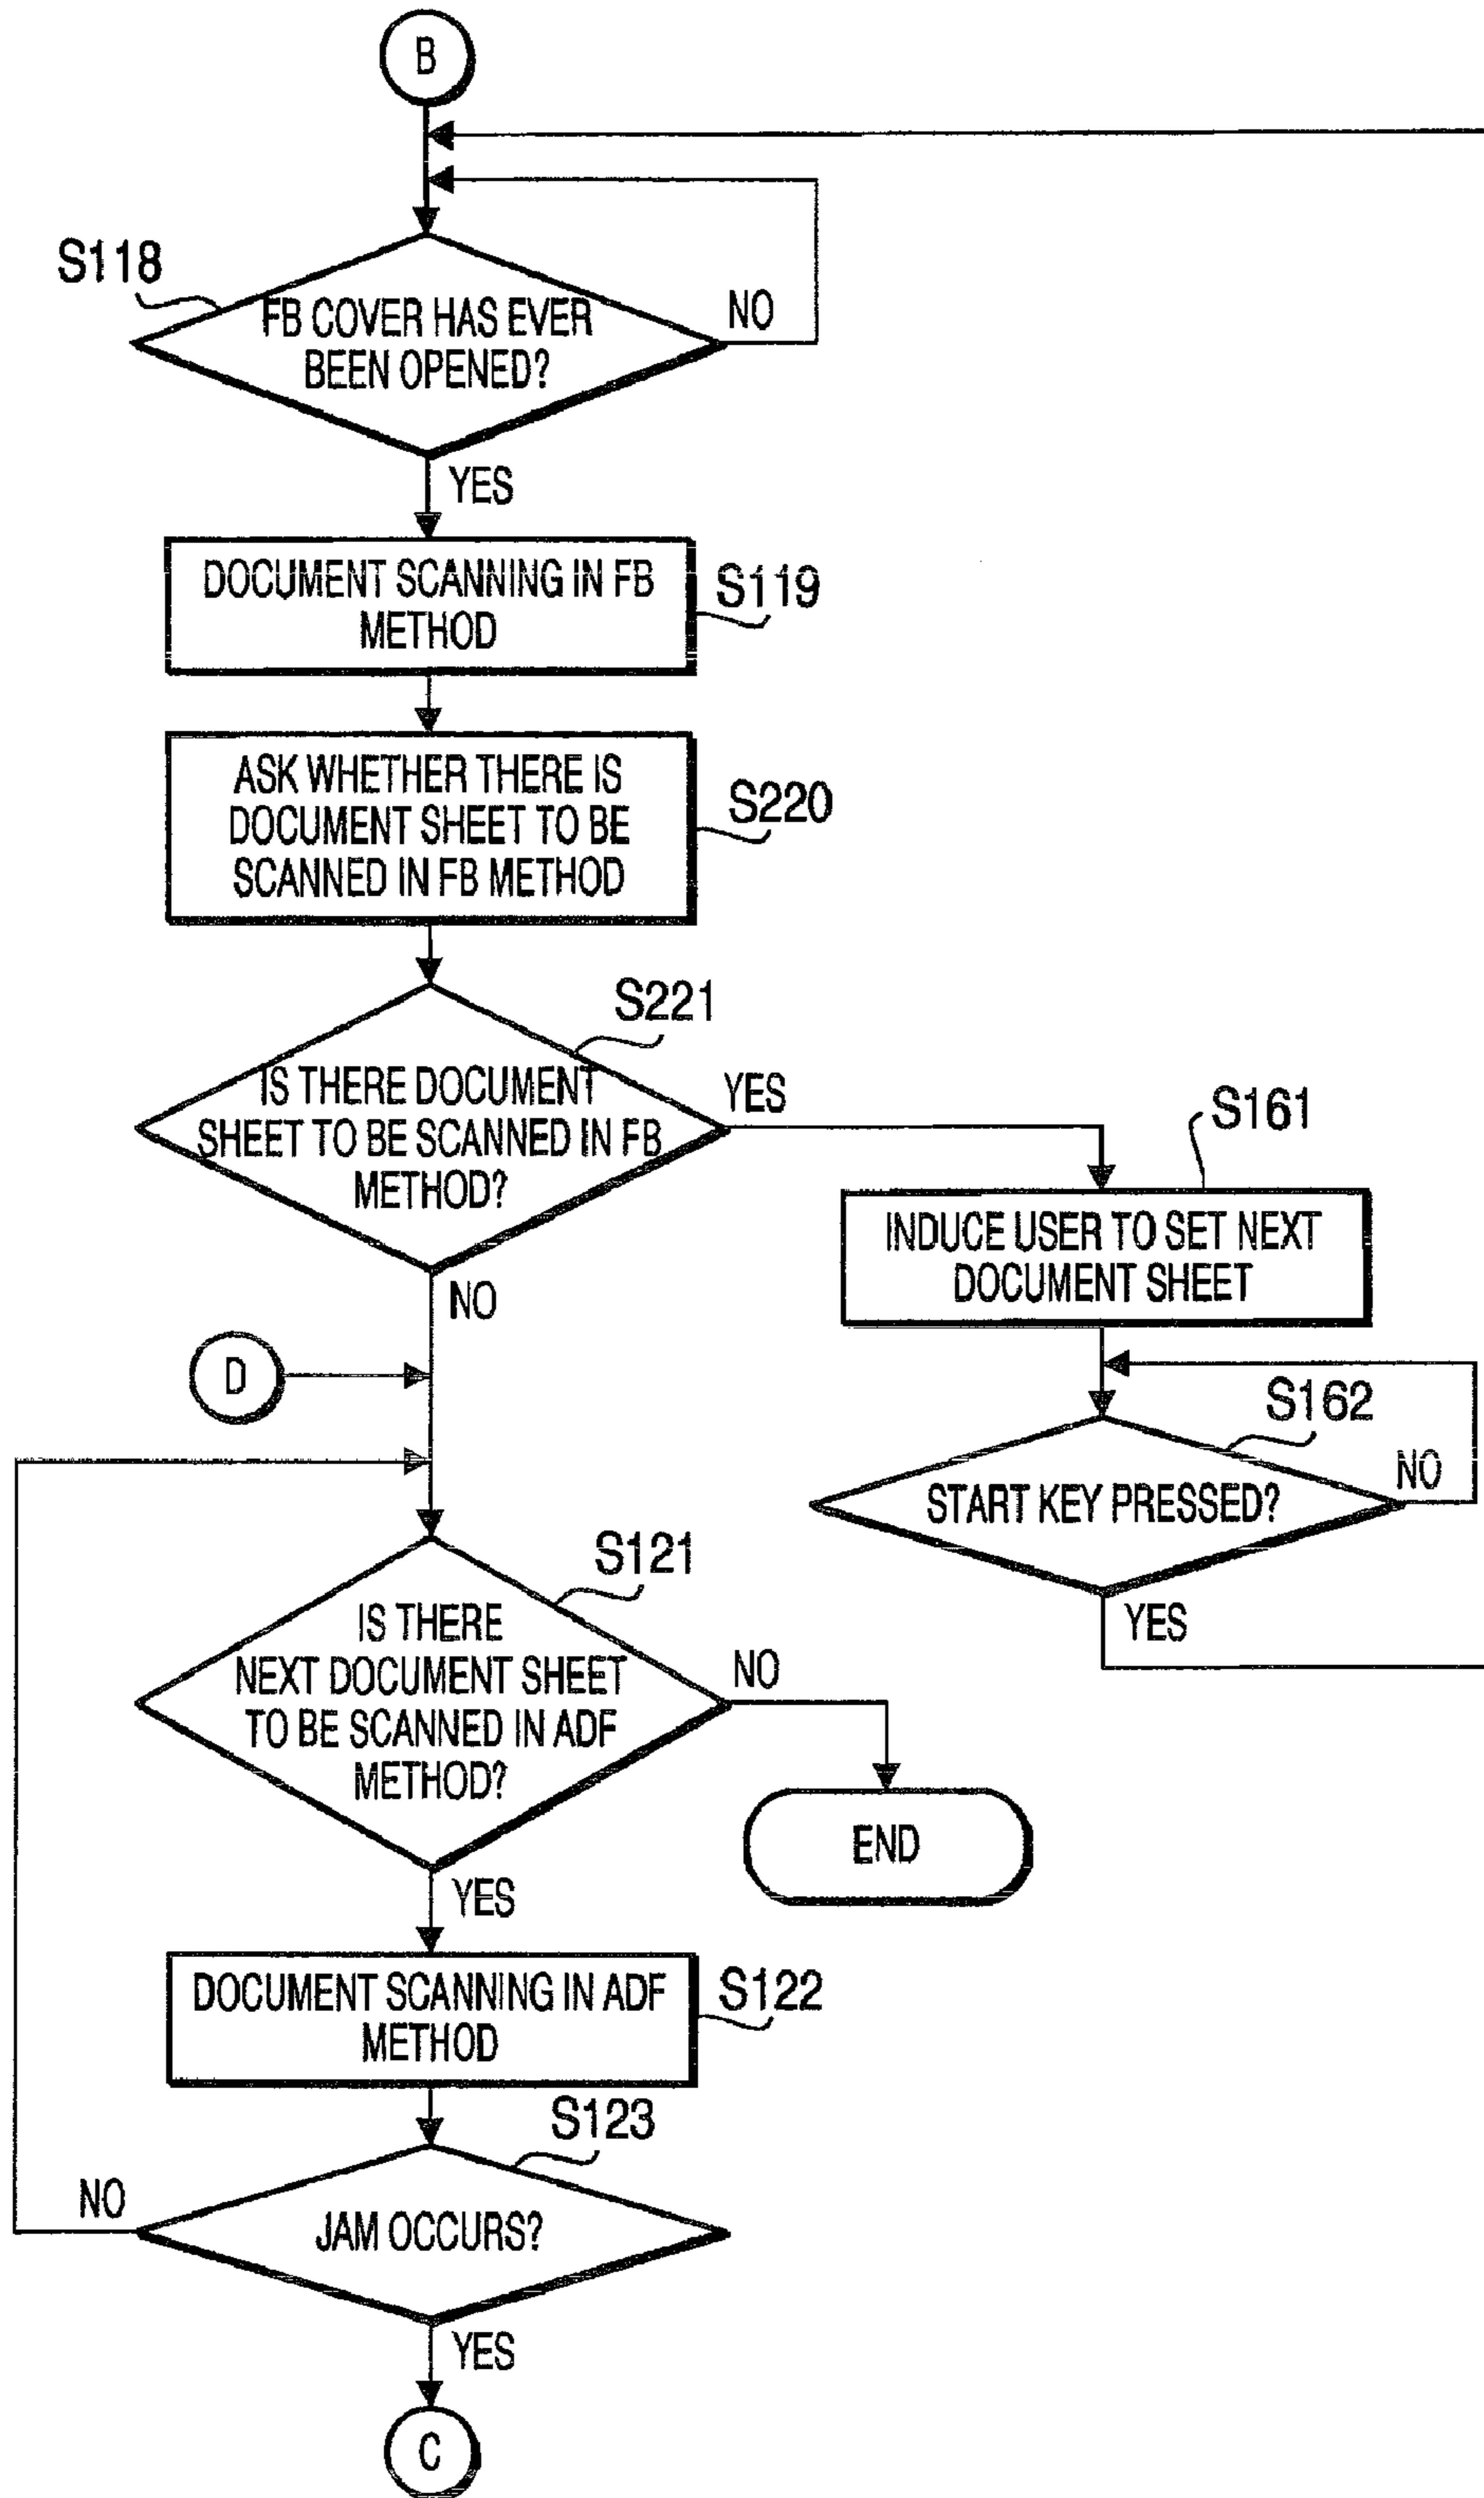 B
S118
FB COVER HAS EVER
BEEN OPENED?
NO
YES
DOCUMENT SCANNING IN FB
METHOD
S119
ASK WHETHER THERE IS
DOCUMENT SHEET TO BE
SCANNED IN FB METHOD
S220
S221
IS THERE DOCUMENT
SHEET TO BE SCANNED IN FB
METHOD?
YES
NO
S161
INDUCE USER TO SET NEXT
DOCUMENT SHEET
D
S162
START KEY PRESSED?
NO
YES
S121
IS THERE
NEXT DOCUMENT SHEET
TO BE SCANNED IN ADF
METHOD?
NO
END
YES
DOCUMENT SCANNING IN ADF
METHOD
S122
S123
JAM OCCURS?
NO
YES
C